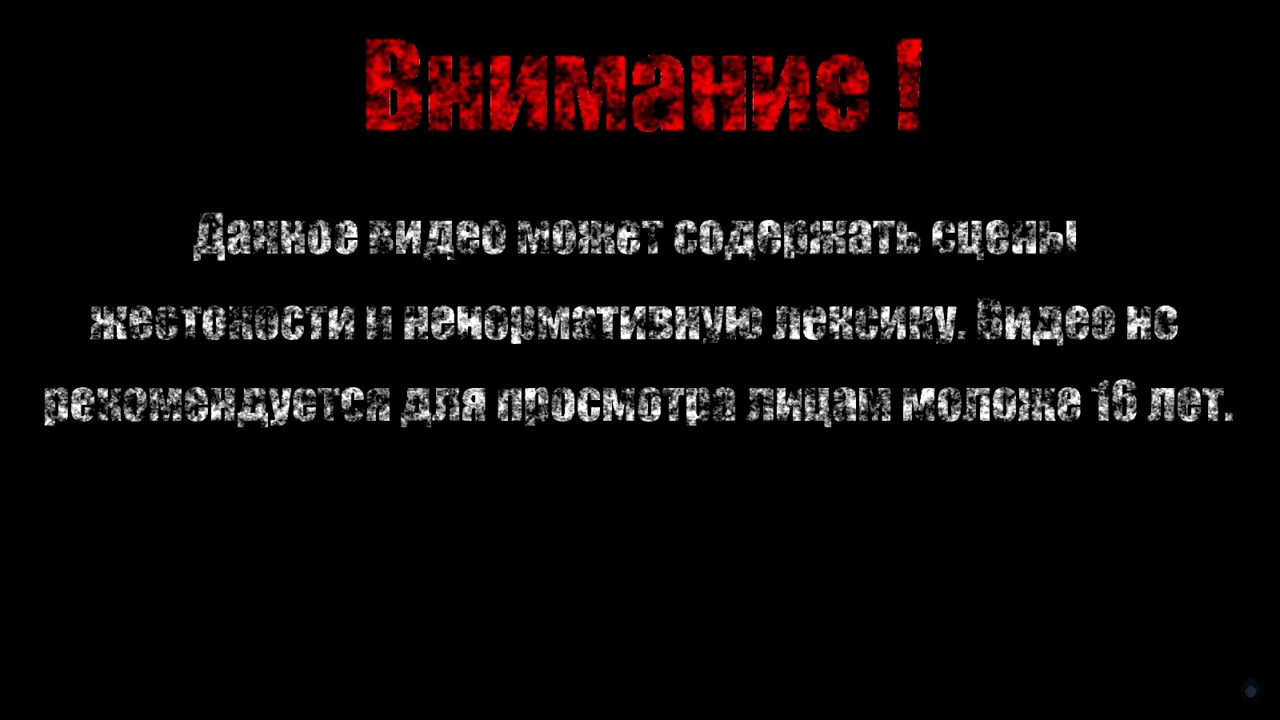 Внимание !
Данное видео может содержать сцены
жестокости и ненормативную лексику. Видео не
рекомендуется для просмотра лицам моложе 16 лет.